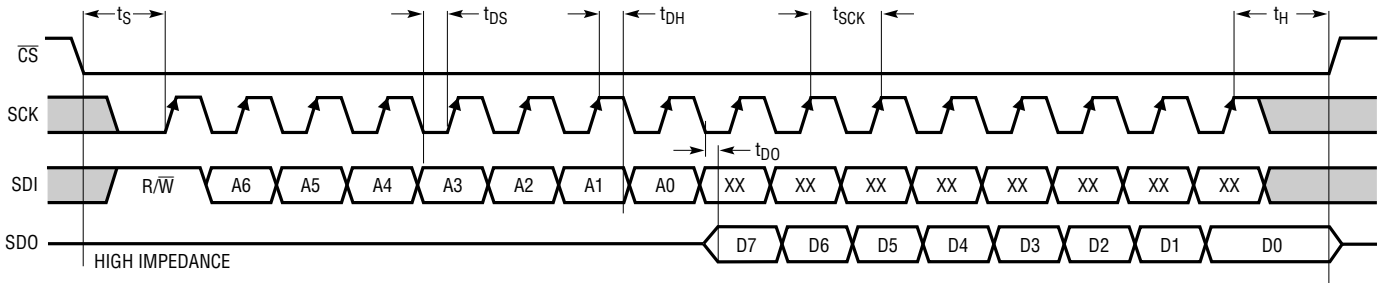 tS tDS tDH tSCK tH
C̅S̅
SCK
tDO
SDI R/W̅ A6 A5 A4 A3 A2 A1 A0 XX XX XX XX XX XX XX XX
SDO D7 D6 D5 D4 D3 D2 D1 D0
HIGH IMPEDANCE